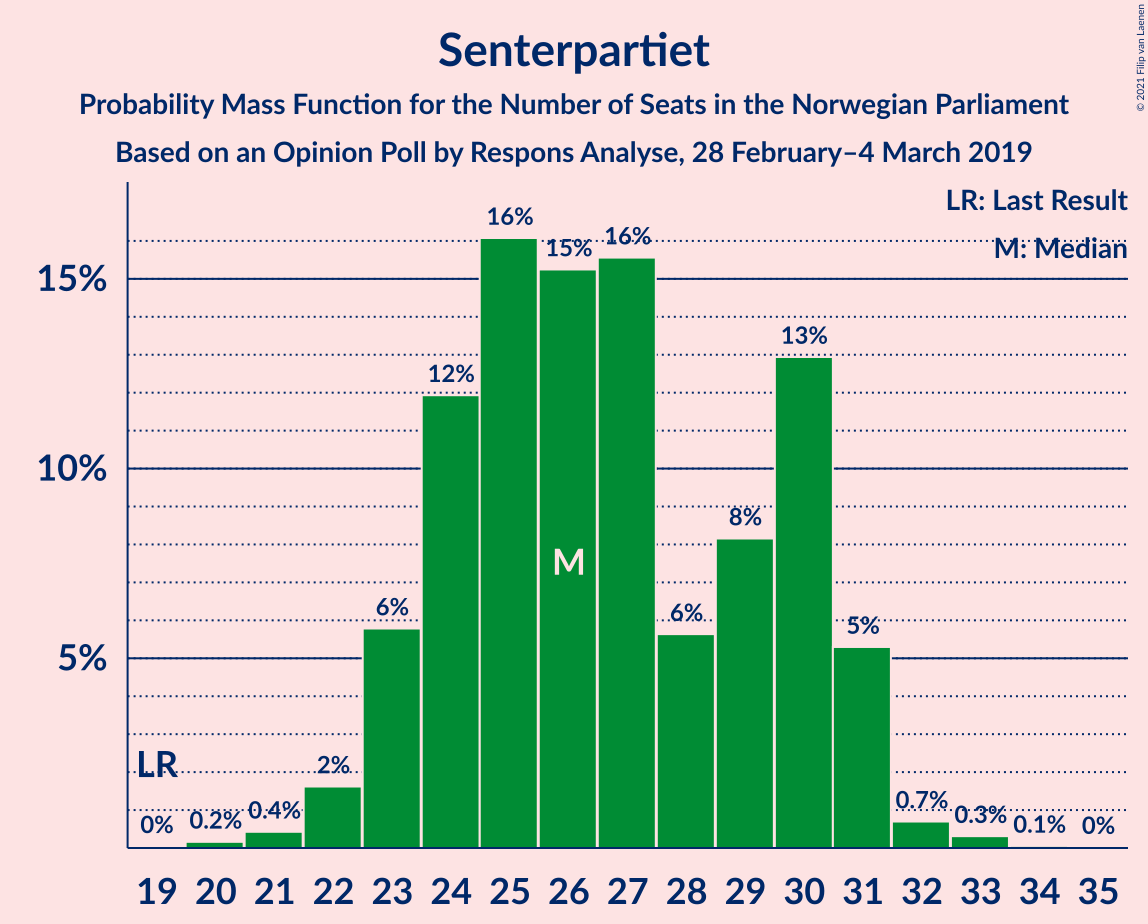 Senterpartiet
Probability Mass Function for the Number of Seats in the Norwegian Parliament
Based on an Opinion Poll by Respons Analyse, 28 February–4 March 2019
© 2021 Filip van Laenen
LR: Last Result
M: Median
15%
10%
5%
LR
0%
0.2%
0.4%
2%
6%
12%
16%
15%
16%
6%
8%
13%
5%
0.7%
0.3%
0.1%
0%
M
19 20 21 22 23 24 25 26 27 28 29 30 31 32 33 34 35